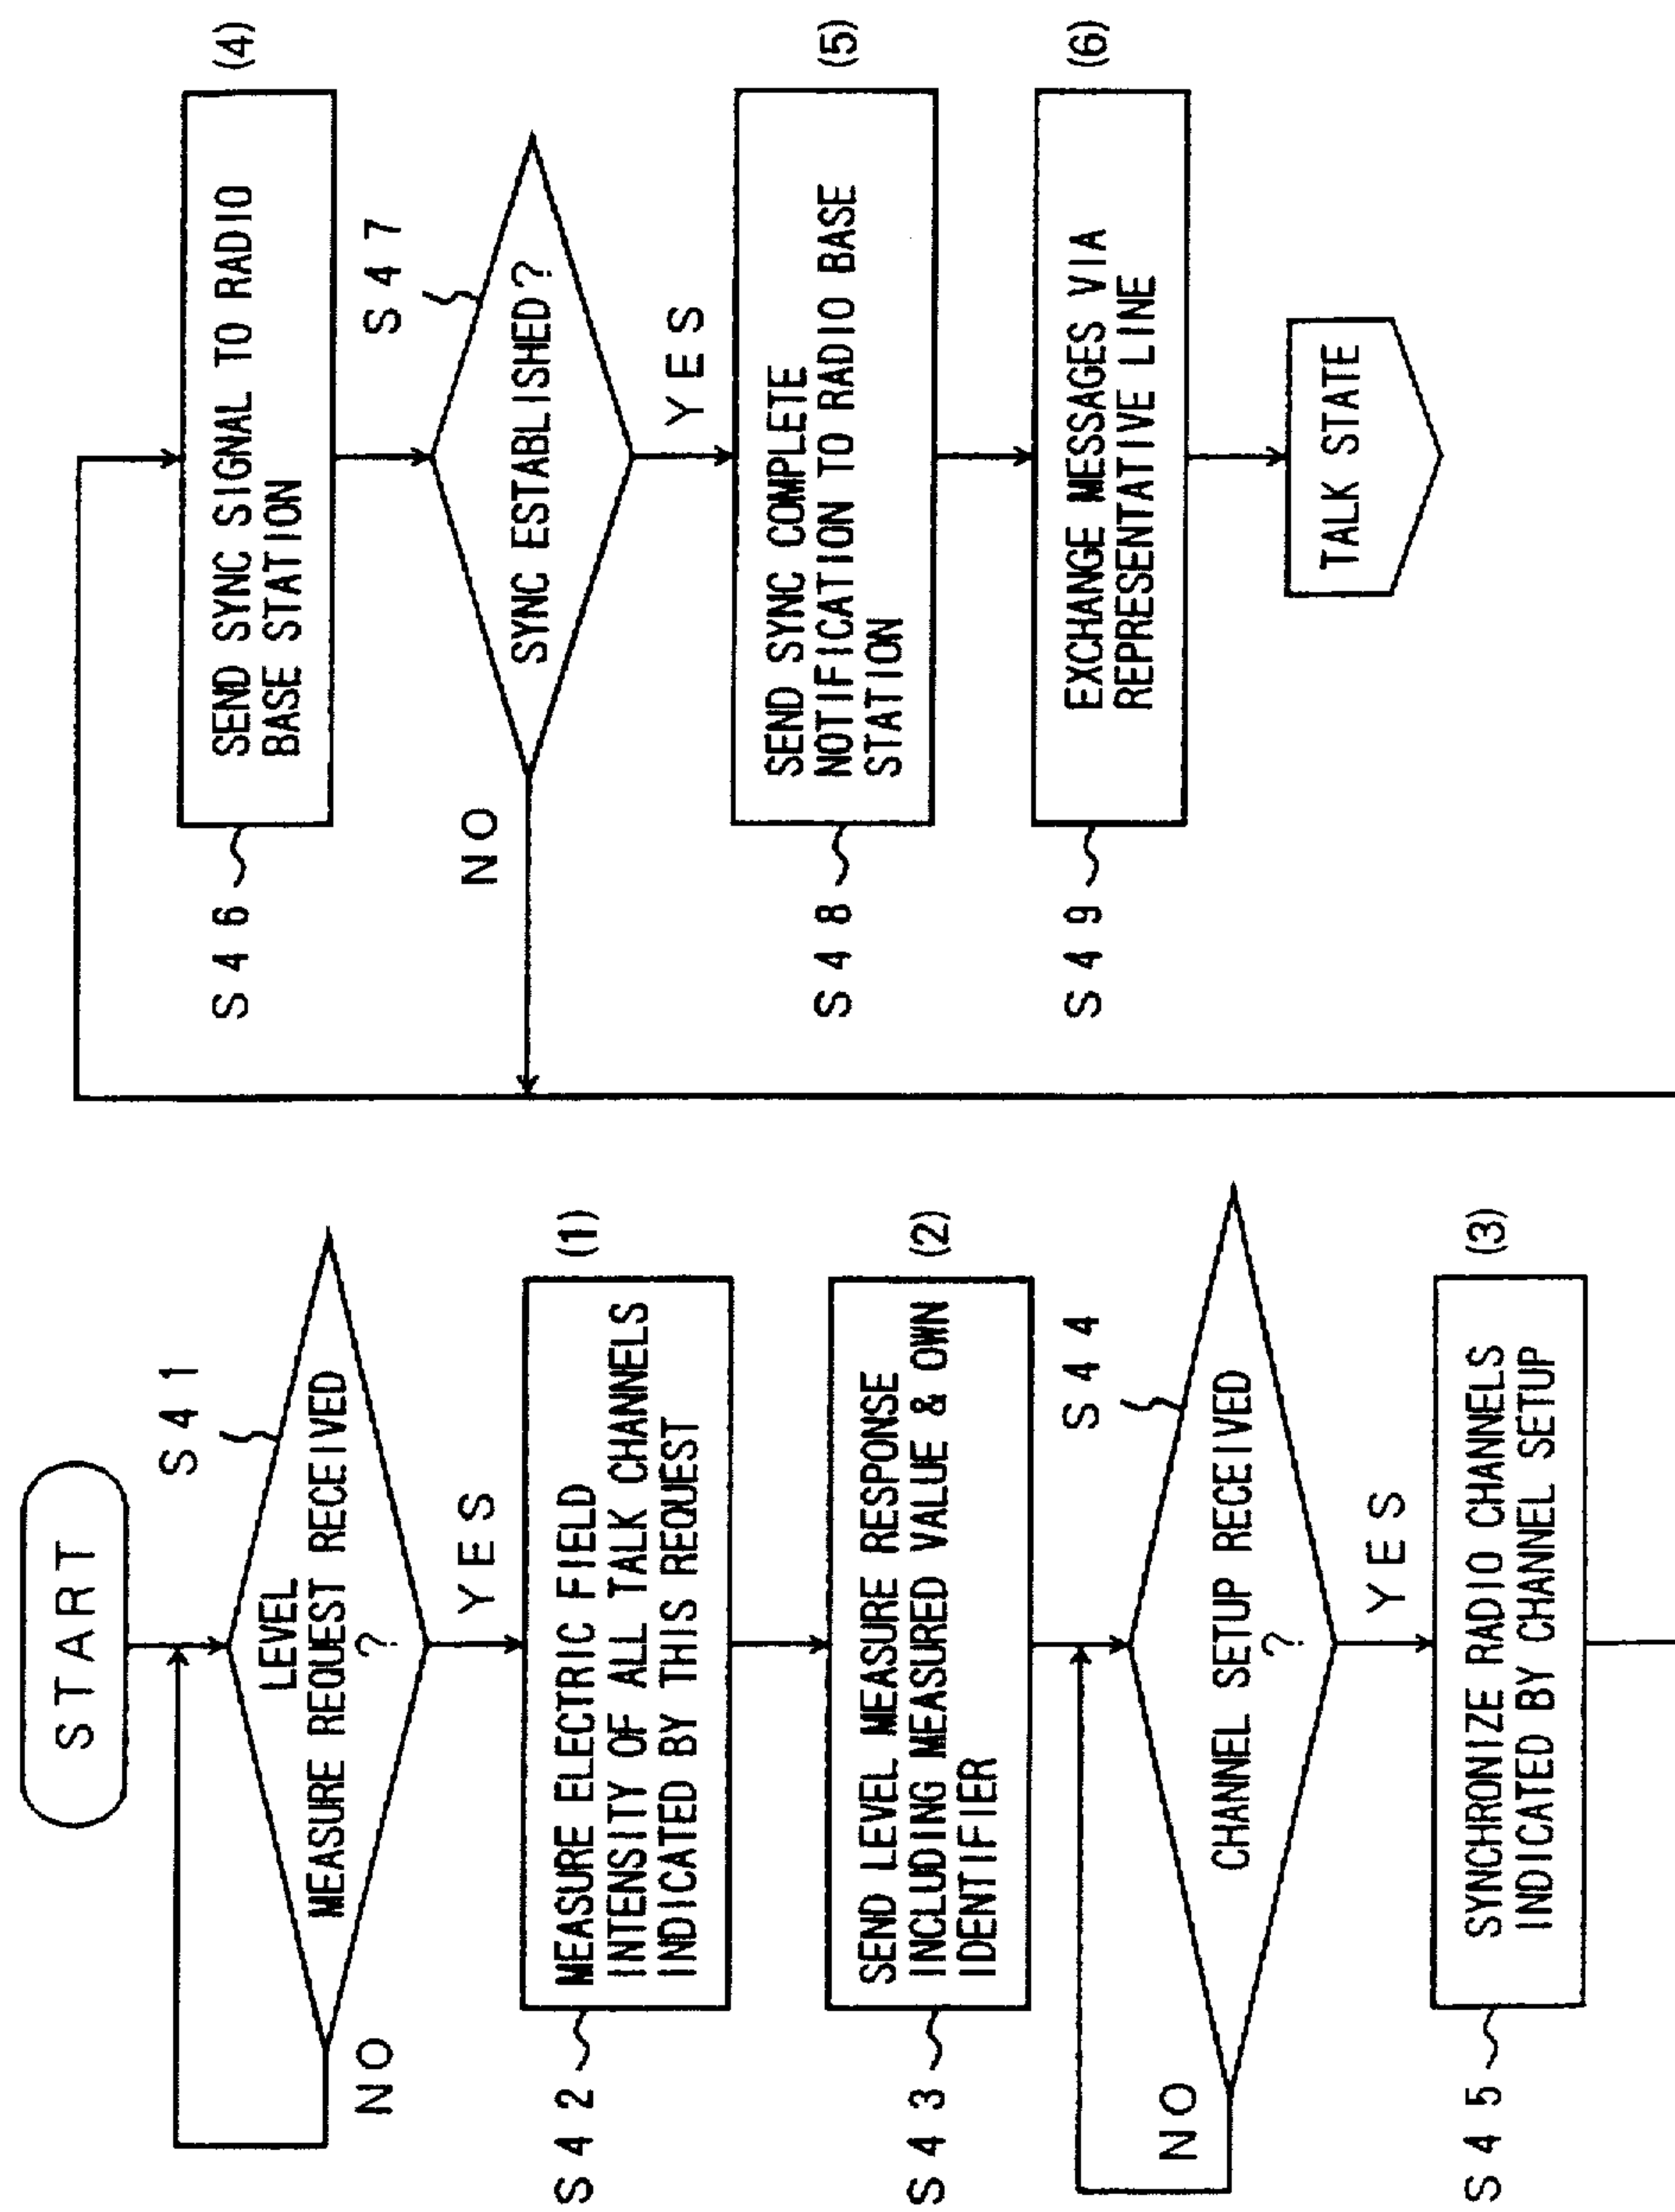 START
S41
LEVEL
MEASURE REQUEST RECEIVED
?
NO
YES
S42
MEASURE ELECTRIC FIELD
INTENSITY OF ALL TALK CHANNELS
INDICATED BY THIS REQUEST
(1)
S43
SEND LEVEL MEASURE RESPONSE
INCLUDING MEASURED VALUE & OWN
IDENTIFIER
(2)
S44
CHANNEL SETUP RECEIVED
?
NO
YES
S45
SYNCHRONIZE RADIO CHANNELS
INDICATED BY CHANNEL SETUP
(3)
S46
SEND SYNC SIGNAL TO RADIO
BASE STATION
(4)
S47
SYNC ESTABLISHED?
NO
YES
S48
SEND SYNC COMPLETE
NOTIFICATION TO RADIO BASE
STATION
(5)
S49
EXCHANGE MESSAGES VIA
REPRESENTATIVE LINE
(6)
TALK STATE